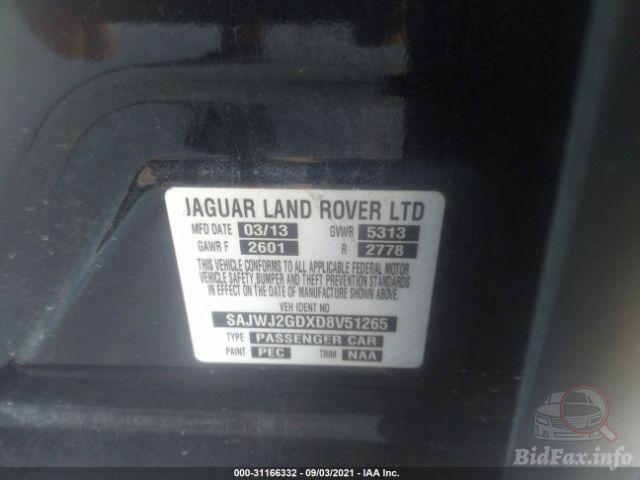 JAGUAR LAND ROVER LTD
MFD DATE 03/13 GVWR 5313
GAWR F 2601 R 2778
THIS VEHICLE CONFORMS TO ALL APPLICABLE FEDERAL MOTOR
VEHICLE SAFETY,BUMPER AND THEFT PREVENTION STANDARDS
IN EFFECT ON THE DATE OF MANUFACTURE SHOWN ABOVE.
VEH IDENT NO
SAJWJ2GDXD8V51265
TYPE PASSENGER CAR
PAINT PEC TRIM NAA
BidFax.info
000-31166332 - 09/03/2021 - IAA Inc.